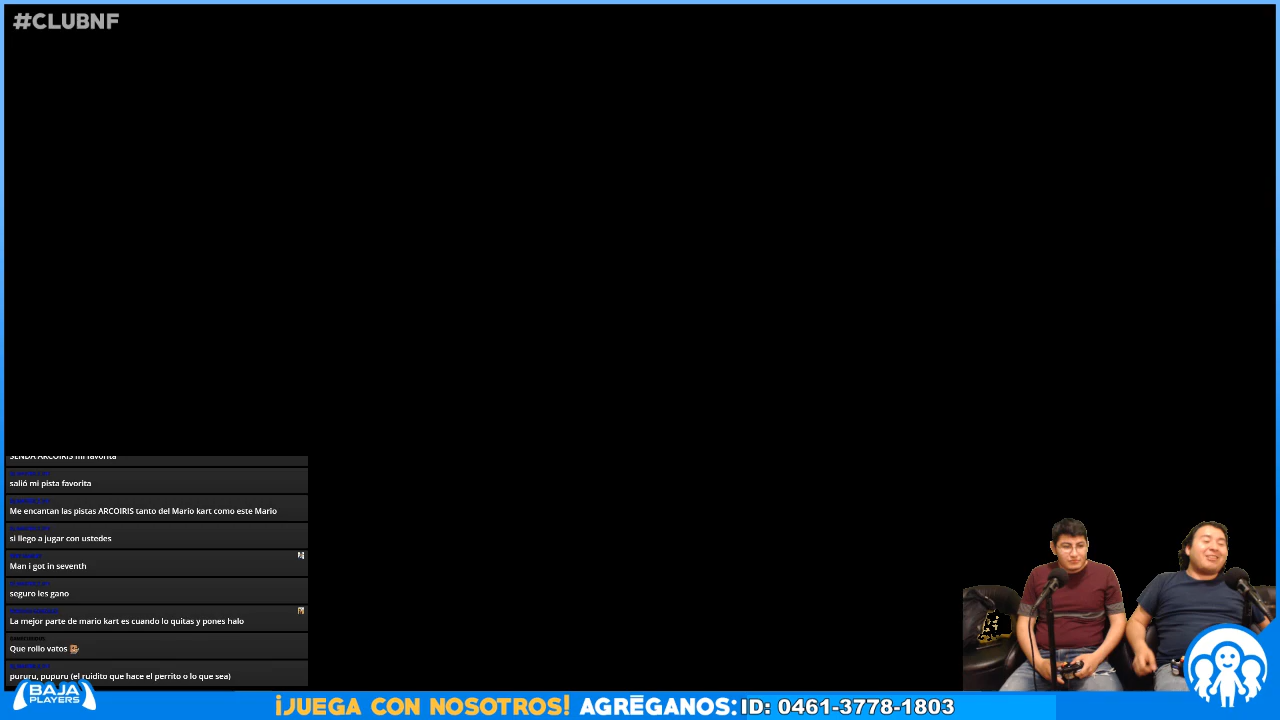 #CLUBNF
SENDA ARCOIRIS mi favorita
salió mi pista favorita
Me encantan las pistas ARCOIRIS tanto del Mario kart como este Mario
si llego a jugar con ustedes
Man i got in seventh
seguro les gano
La mejor parte de mario kart es cuando lo quitas y pones halo
Que rollo vatos
pururu, pupuru (el ruidito que hace el perrito o lo que sea)
BAJA
PLAYERS
¡JUEGA CON NOSOTROS! AGRÉGANOS: ID: 0461-3778-1803